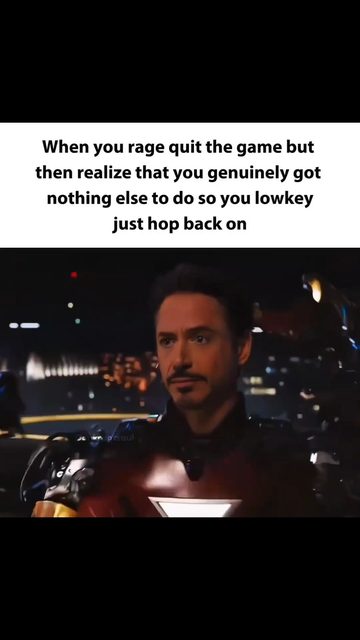 When you rage quit the game but
then realize that you genuinely got
nothing else to do so you lowkey
just hop back on